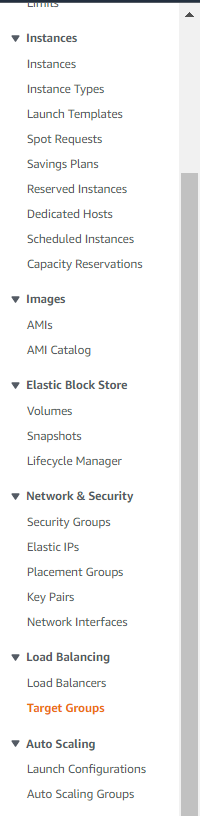 Limits
Instances
Instances
Instance Types
Launch Templates
Spot Requests
Savings Plans
Reserved Instances
Dedicated Hosts
Scheduled Instances
Capacity Reservations
Images
AMIs
AMI Catalog
Elastic Block Store
Volumes
Snapshots
Lifecycle Manager
Network & Security
Security Groups
Elastic IPs
Placement Groups
Key Pairs
Network Interfaces
Load Balancing
Load Balancers
Target Groups
Auto Scaling
Launch Configurations
Auto Scaling Groups